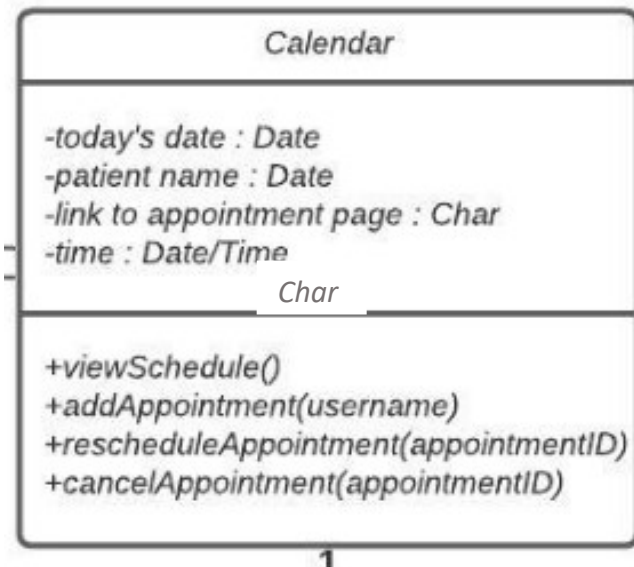 Calendar
-today's date : Date
-patient name : Date
-link to appointment page : Char
-time : Date/Time
Char
+viewSchedule()
+addAppointment(username)
+rescheduleAppointment(appointmentID)
+cancelAppointment(appointmentID)
1